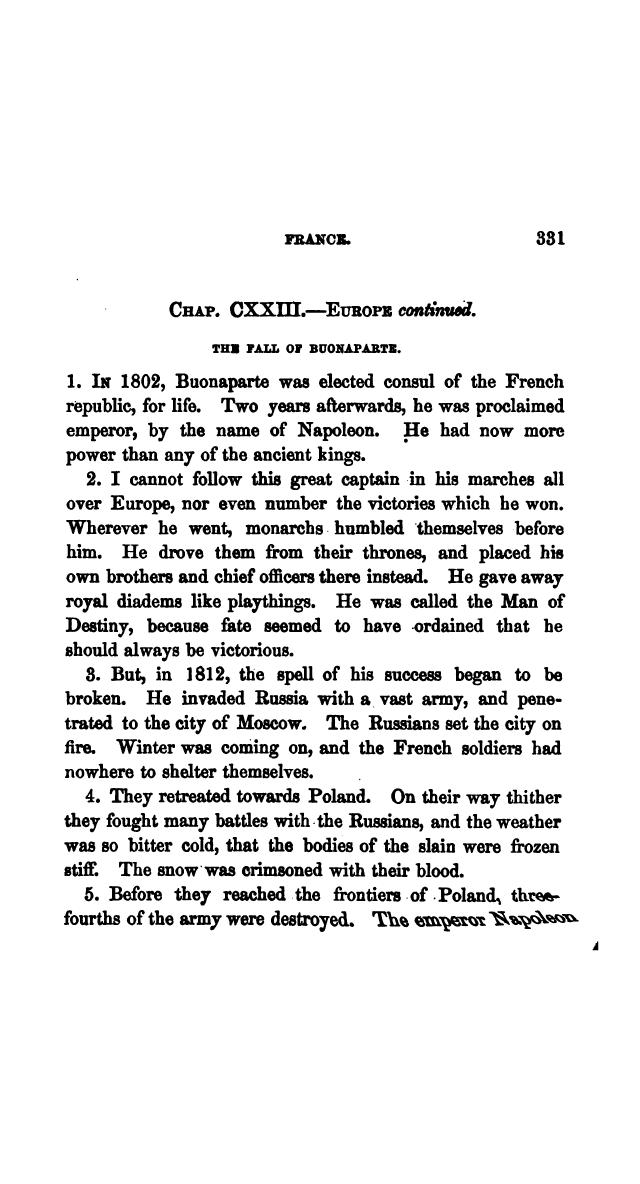 FRANCE. 331
CHAP. CXXIII.—EUROPE continued.
THE FALL OF BUONAPARTE.
1. IN 1802, Buonaparte was elected consul of the French
republic, for life. Two years afterwards, he was proclaimed
emperor, by the name of Napoleon. He had now more
power than any of the ancient kings.
2. I cannot follow this great captain in his marches all
over Europe, nor even number the victories which he won.
Wherever he went, monarchs humbled themselves before
him. He drove them from their thrones, and placed his
own brothers and chief officers there instead. He gave away
royal diadems like playthings. He was called the Man of
Destiny, because fate seemed to have ordained that he
should always be victorious.
3. But, in 1812, the spell of his success began to be
broken. He invaded Russia with a vast army, and pene-
trated to the city of Moscow. The Russians set the city on
fire. Winter was coming on, and the French soldiers had
nowhere to shelter themselves.
4. They retreated towards Poland. On their way thither
they fought many battles with the Russians, and the weather
was so bitter cold, that the bodies of the slain were frozen
stiff. The snow was crimsoned with their blood.
5. Before they reached the frontiers of Poland, three-
fourths of the army were destroyed. The emperor Napoleon